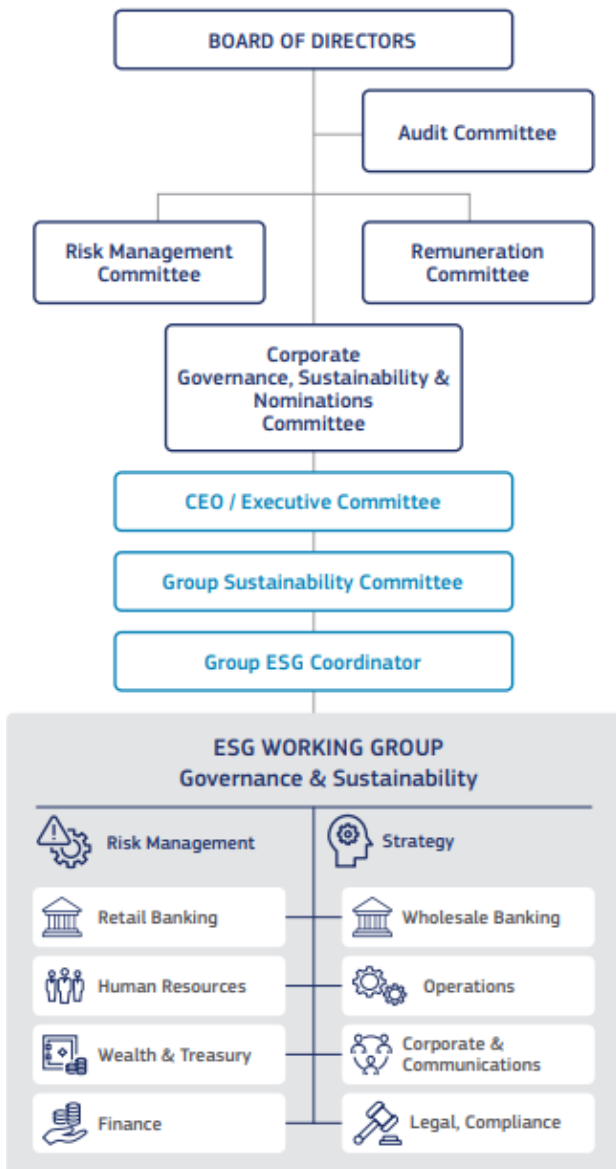 BOARD OF DIRECTORS
Audit Committee
Risk Management
Committee
Remuneration
Committee
Corporate
Governance, Sustainability &
Nominations
Committee
CEO / Executive Committee
Group Sustainability Committee
Group ESG Coordinator
ESG WORKING GROUP
Governance & Sustainability
Risk Management
Strategy
Retail Banking
Wholesale Banking
Human Resources
Operations
Wealth & Treasury
Corporate &
Communications
Finance
Legal, Compliance